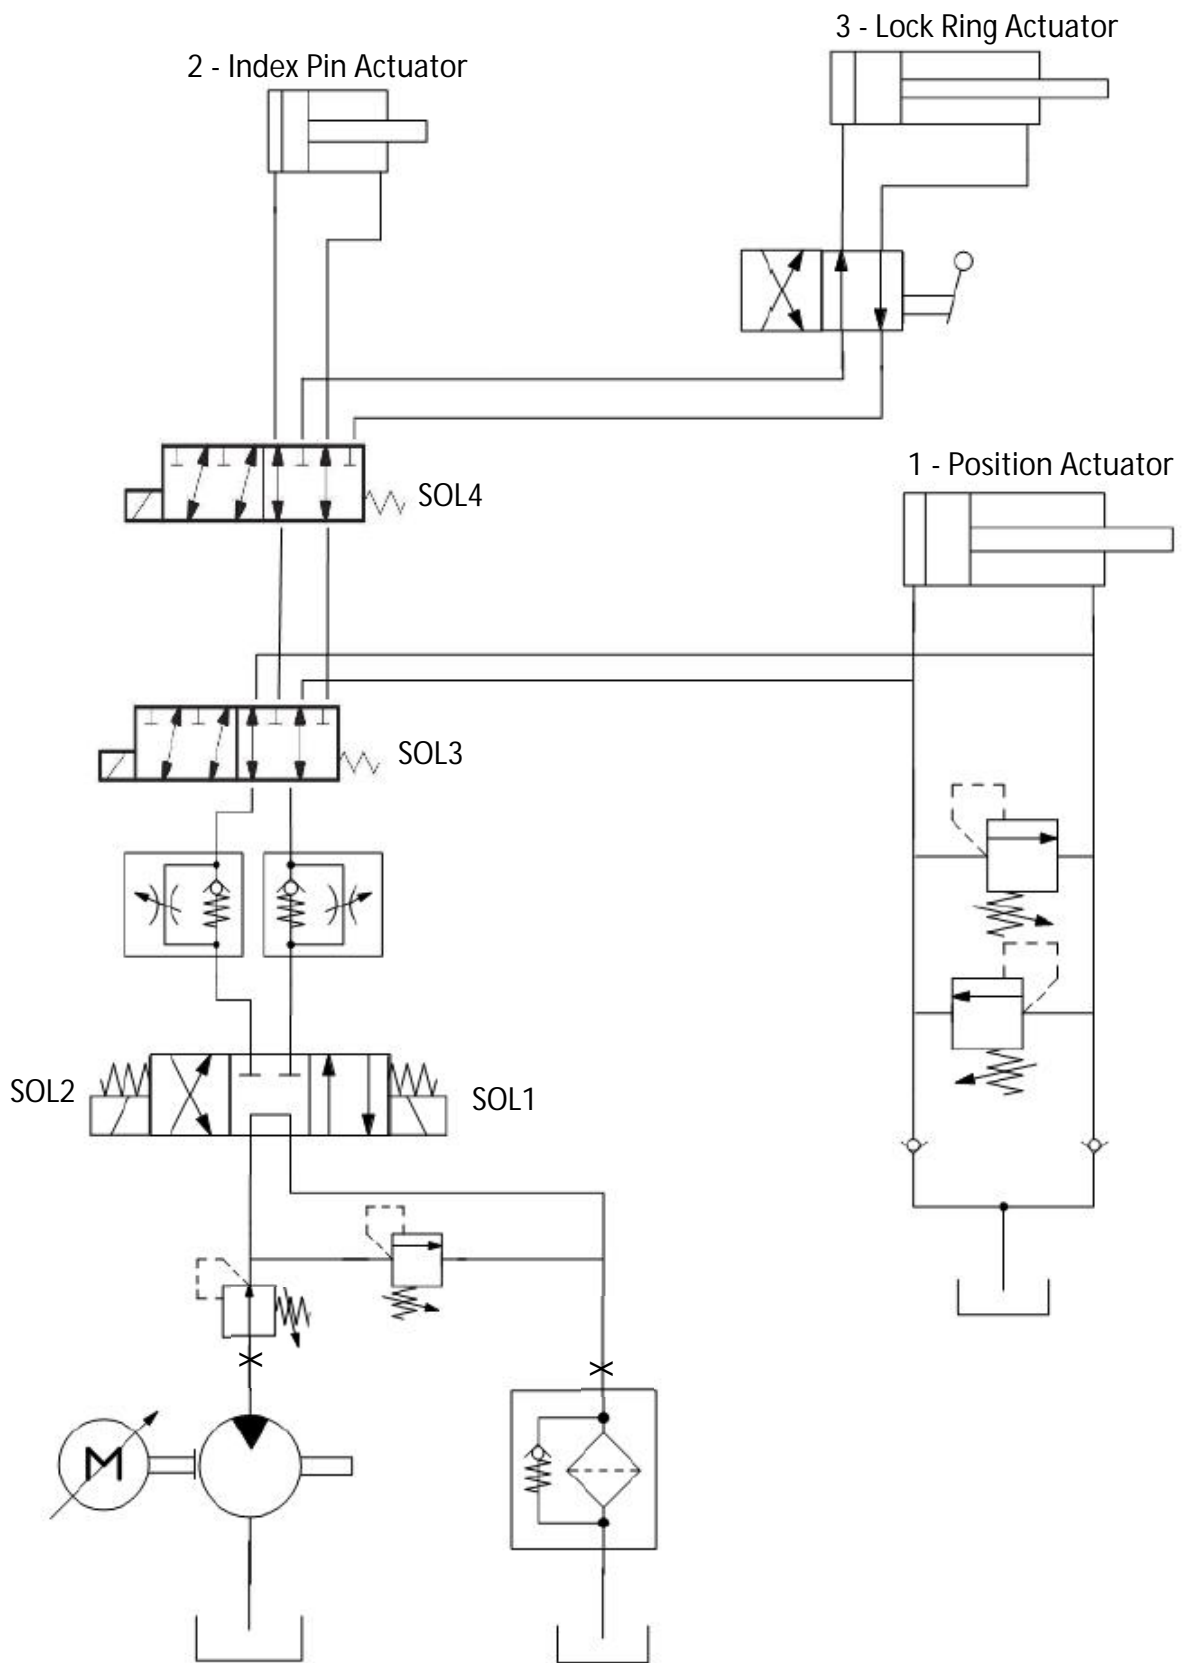 3 - Lock Ring Actuator
2 - Index Pin Actuator
1 - Position Actuator
SOL4
SOL3
SOL2
SOL1
M